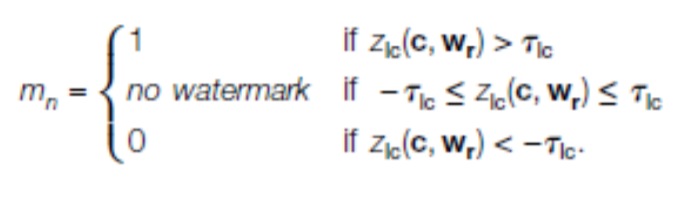 1 if z_lc(c, w_r) > τ_lc
m_n = { no watermark if −τ_lc ≤ z_lc(c, w_r) ≤ τ_lc
0 if z_lc(c, w_r) < −τ_lc.